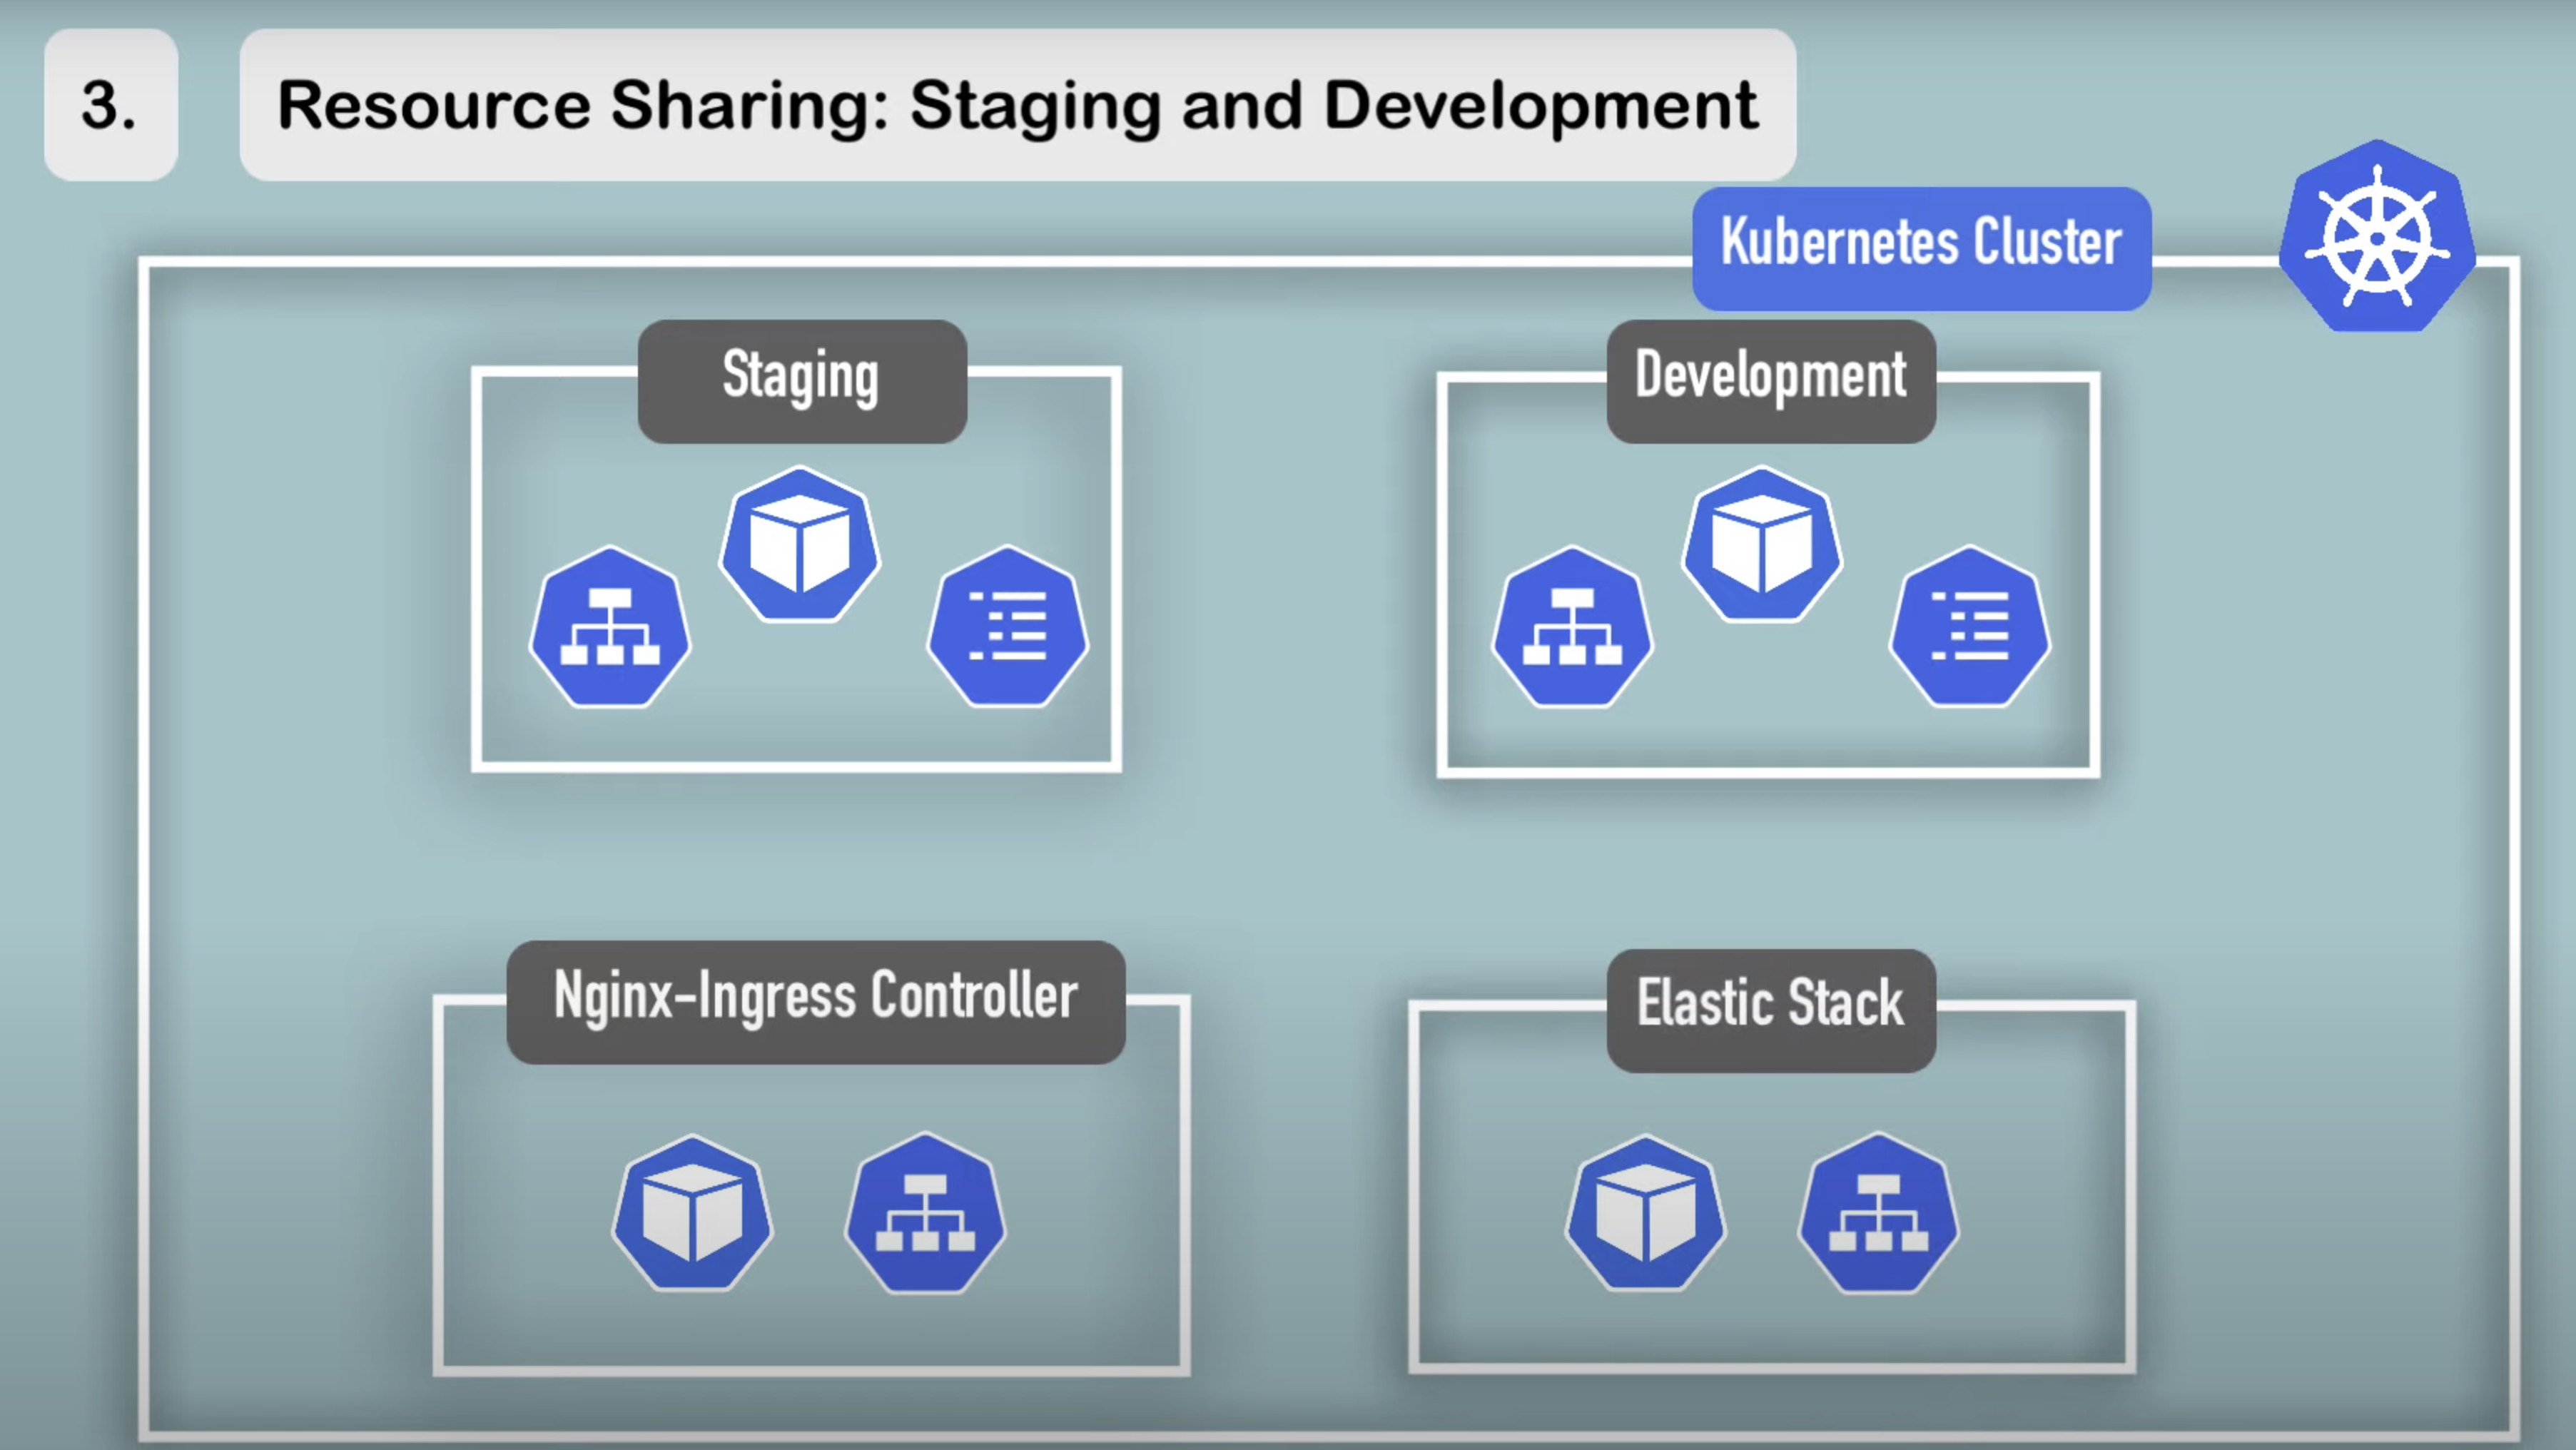 3.
Resource Sharing: Staging and Development
Kubernetes Cluster
Staging
Development
Nginx-Ingress Controller
Elastic Stack